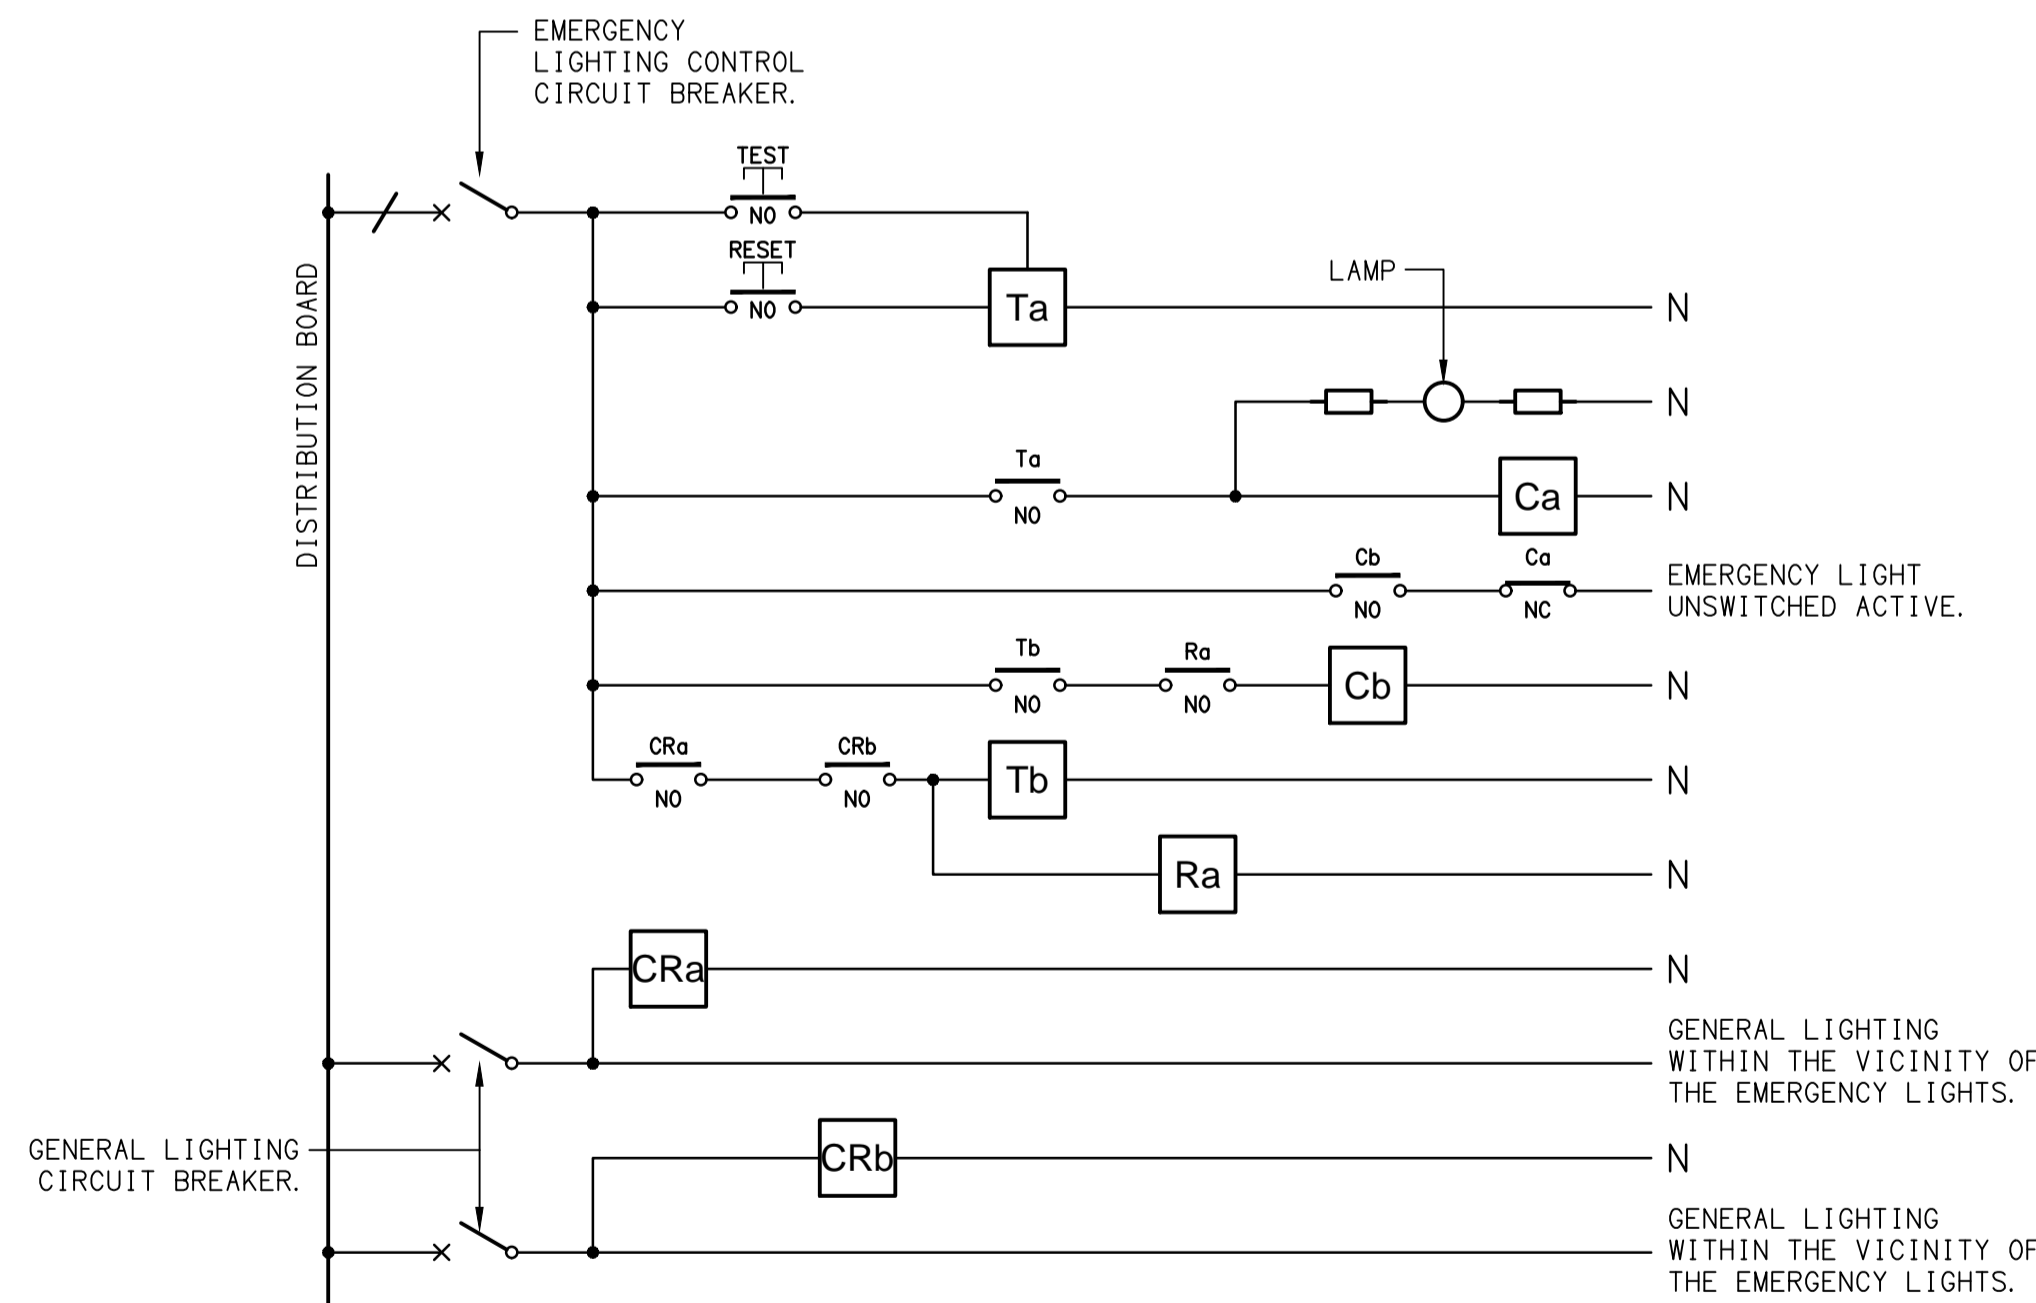 EMERGENCY
LIGHTING CONTROL
CIRCUIT BREAKER.
TEST
NO
RESET
NO
Ta
N
LAMP
N
Ta
NO
Ca
N
Cb
NO
Ca
NC
EMERGENCY LIGHT
UNSWITCHED ACTIVE.
Tb
NO
Ra
NO
Cb
N
CRa
NO
CRb
NO
Tb
N
Ra
N
CRa
N
GENERAL LIGHTING
WITHIN THE VICINITY OF
THE EMERGENCY LIGHTS.
GENERAL LIGHTING
CIRCUIT BREAKER.
CRb
N
GENERAL LIGHTING
WITHIN THE VICINITY OF
THE EMERGENCY LIGHTS.
DISTRIBUTION BOARD